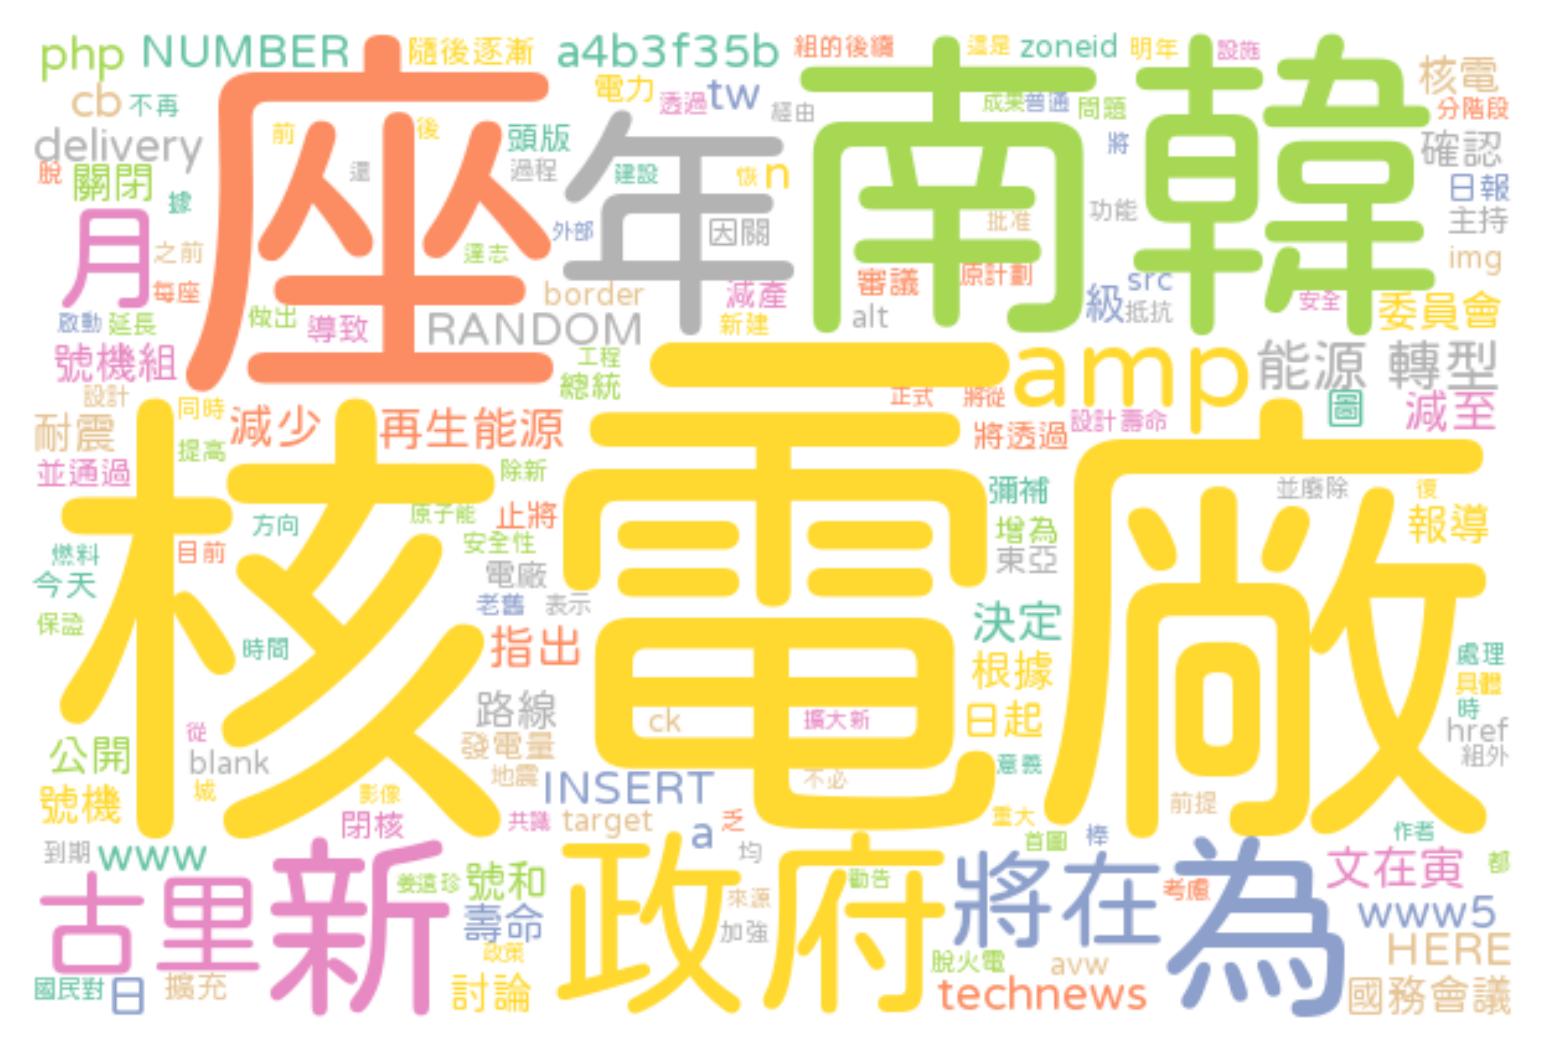 php NUMBER 隨後逐漸 a4b3f35b 組的後續 這是 zoneid 明年 設施 核電
cb 不再 座 電力 透過 tw 經由 南韓 成果 普通 問題 分階段
delivery 前 後 頭版 年 將 確認
脫 關閉 還 過程 建設 恢 n 日報
據 月 外部 因關 批准 功能 主持
之前 達志 審議 原計劃 src img
每座 border 減產 級 抵抗 安全 委員會
啟動 延長 做出 導致 RANDOM 新建 alt
號機組 工程 一 amp 能源 轉型
設計 總統 正式 將從 圖 減至
耐震 同時 減少 再生能源 將透過 設計壽命
並通過 提高 除新 彌補 並廢除 復
核電廠 原子能 止將 增為 報導
方向 安全性 東亞
燃料 目前 電廠
今天 老舊 表示 決定
保證 時間 指出 根據 處理
具體
從 路線 ck 擴大新 日起 時
公開 blank 發電量 href
城 地震 不必 意義 組外
號機 影像 INSERT 前提
閉核 共識 target a 乏 重大 首圖 棒 作者
到期 www 均 文在寅 都
古里 新 姜遠珍 號和 政府 勸告 將在 考慮 為
壽命 來源 www5
政策 加強 脫火電 HERE
國民對 日 擴充 討論 avw technews 國務會議